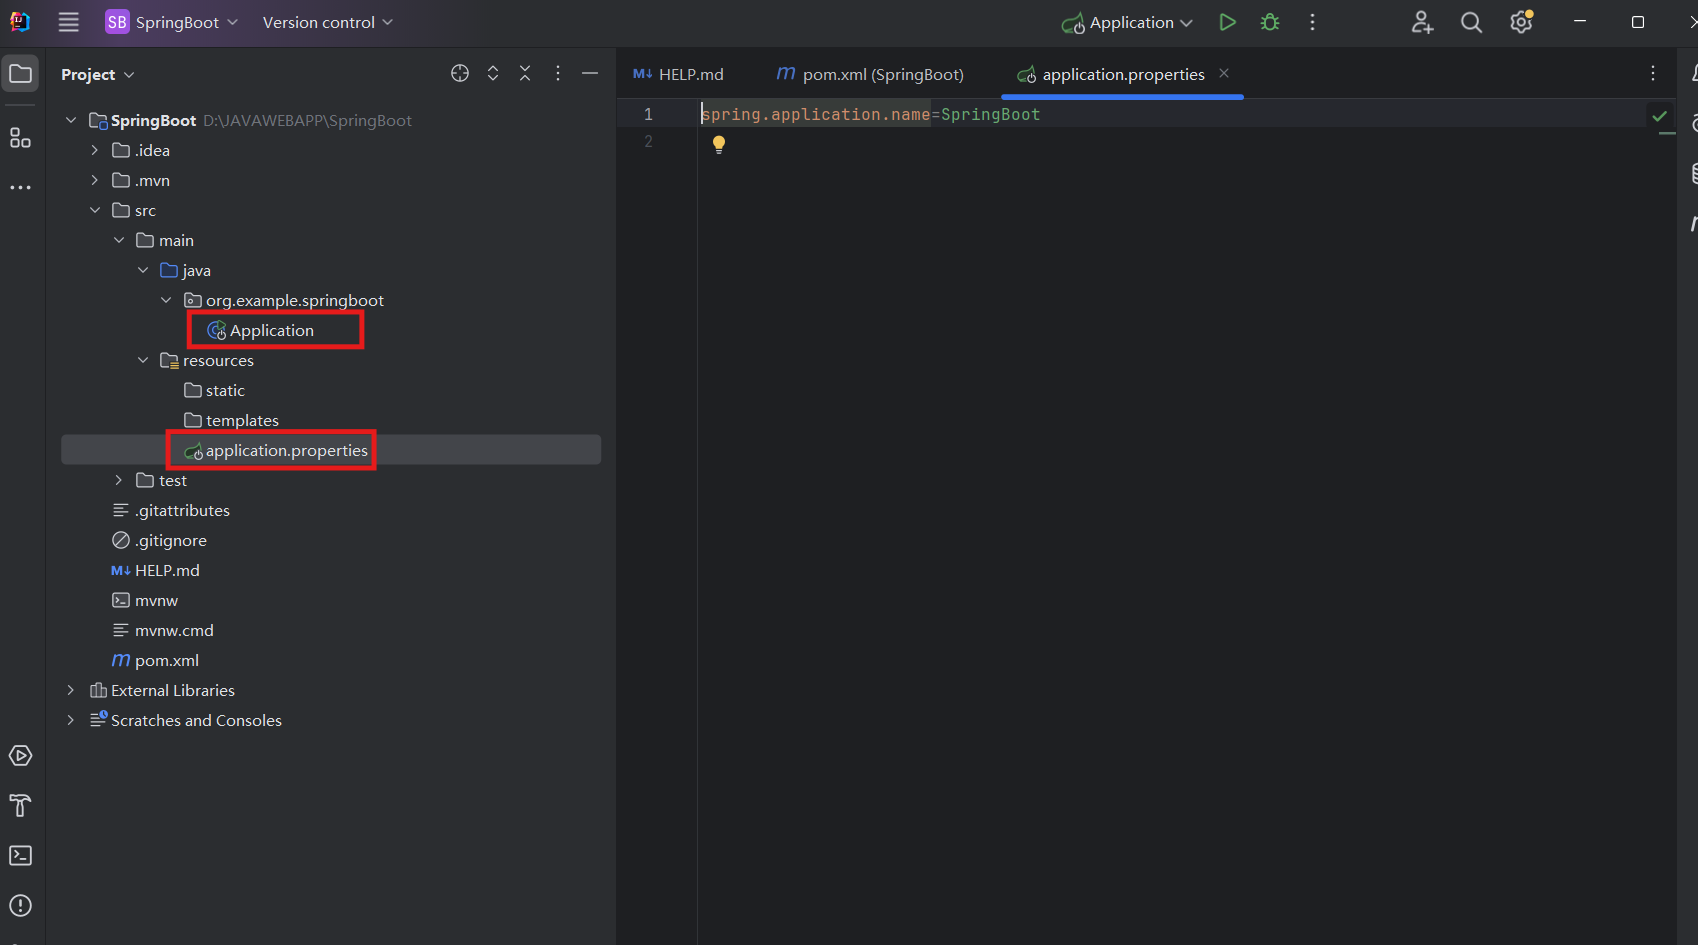 SB SpringBoot Version control Application
Project
HELP.md
pom.xml (SpringBoot)
application.properties
SpringBoot D:\JAVAWEBAPP\SpringBoot
.idea
.mvn
src
main
java
org.example.springboot
Application
resources
static
templates
application.properties
test
.gitattributes
.gitignore
HELP.md
mvnw
mvnw.cmd
pom.xml
External Libraries
Scratches and Consoles
1 spring.application.name=SpringBoot
2